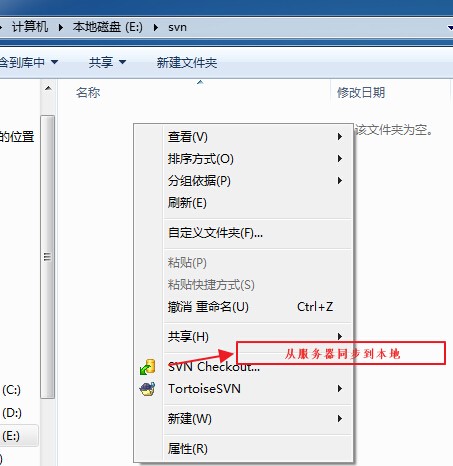 计算机 ▸ 本地磁盘 (E:) ▸ svn
含到库中 共享 新建文件夹
名称 修改日期
的位置
该文件夹为空。
查看(V)
排序方式(O)
分组依据(P)
刷新(E)
自定义文件夹(F)...
粘贴(P)
粘贴快捷方式(S)
撤消 重命名(U) Ctrl+Z
共享(H)
从服务器同步到本地
SVN Checkout...
TortoiseSVN
新建(W)
属性(R)
(C:)
(D:)
(E:)